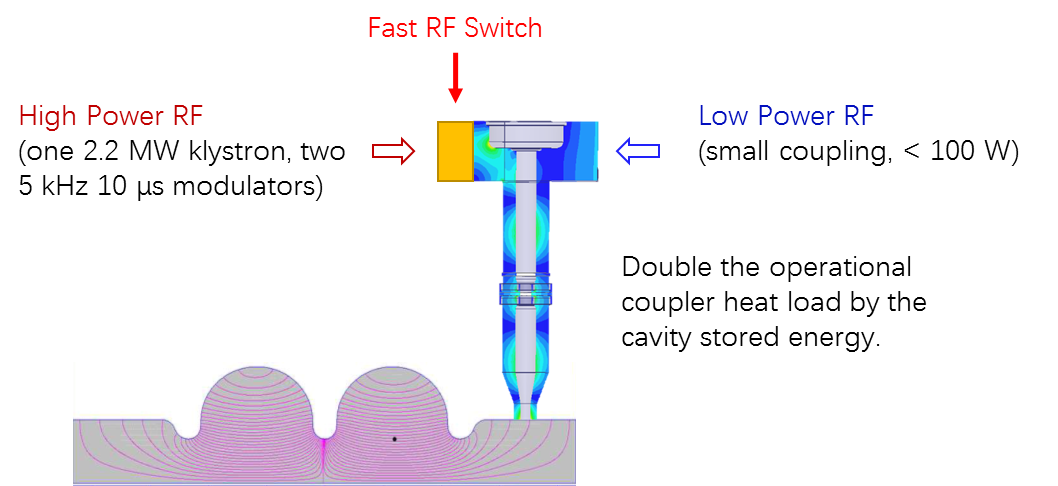 Fast RF Switch
High Power RF
(one 2.2 MW klystron, two
5 kHz 10 μs modulators)
Low Power RF
(small coupling, < 100 W)
Double the operational
coupler heat load by the
cavity stored energy.